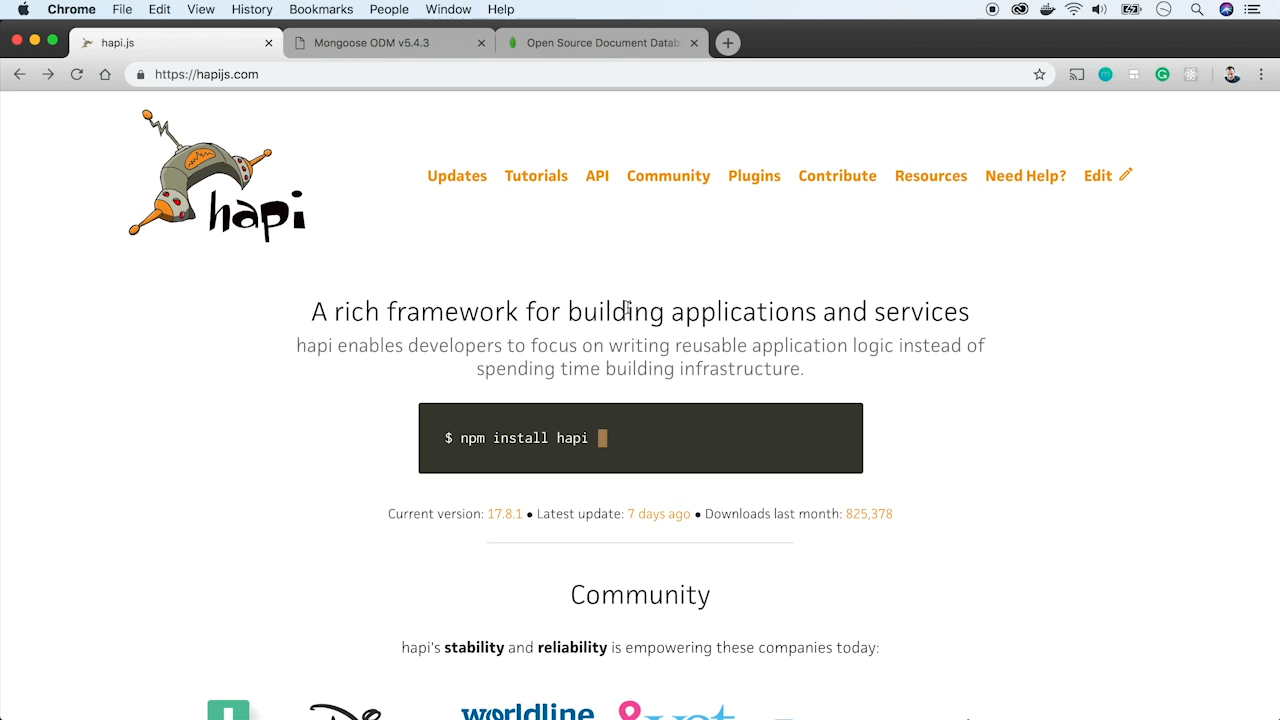 Chrome File Edit View History Bookmarks People Window Help
hapi.js Mongoose ODM v5.4.3 Open Source Document Datab
https://hapijs.com
hapi
Updates Tutorials API Community Plugins Contribute Resources Need Help? Edit
A rich framework for building applications and services
hapi enables developers to focus on writing reusable application logic instead of
spending time building infrastructure.
$ npm install hapi
Current version: 17.8.1 ● Latest update: 7 days ago ● Downloads last month: 825,378
Community
hapi's stability and reliability is empowering these companies today:
worldline